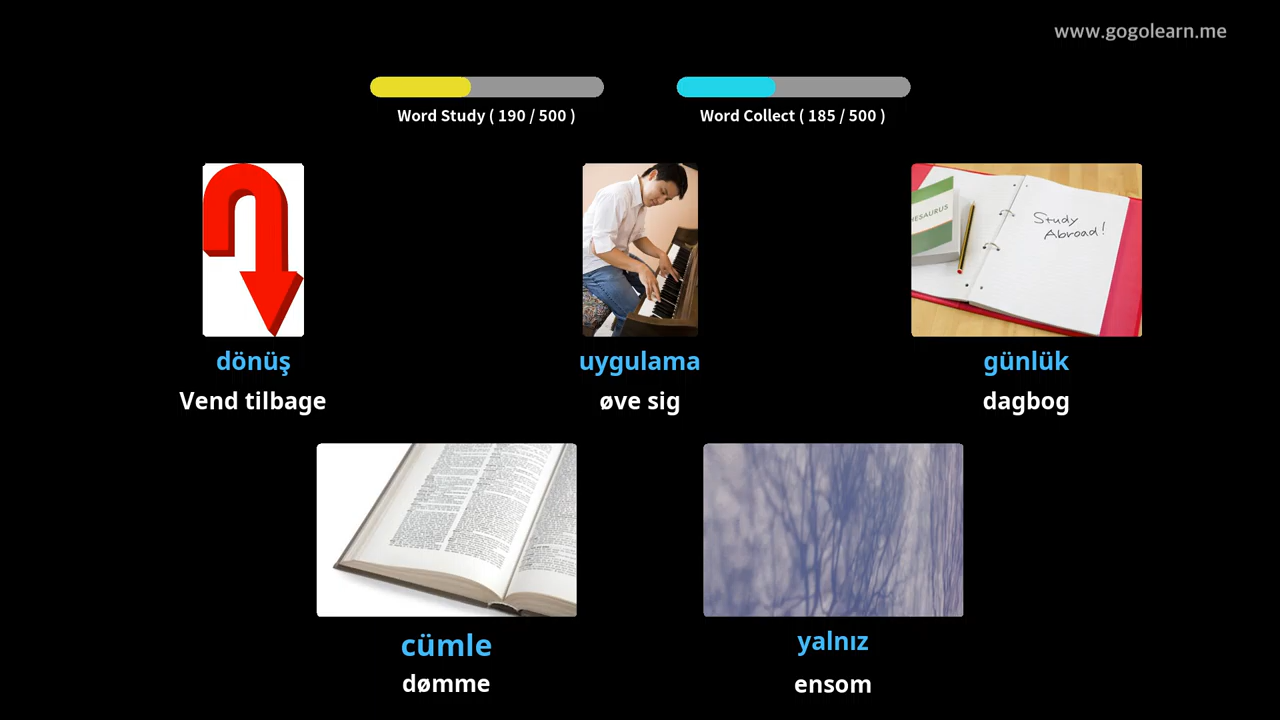 www.gogolearn.me
Word Study ( 190 / 500 )
Word Collect ( 185 / 500 )
THESAURUS
Study
Abroad!
dönüş
uygulama
günlük
Vend tilbage
øve sig
dagbog
cümle
yalnız
dømme
ensom